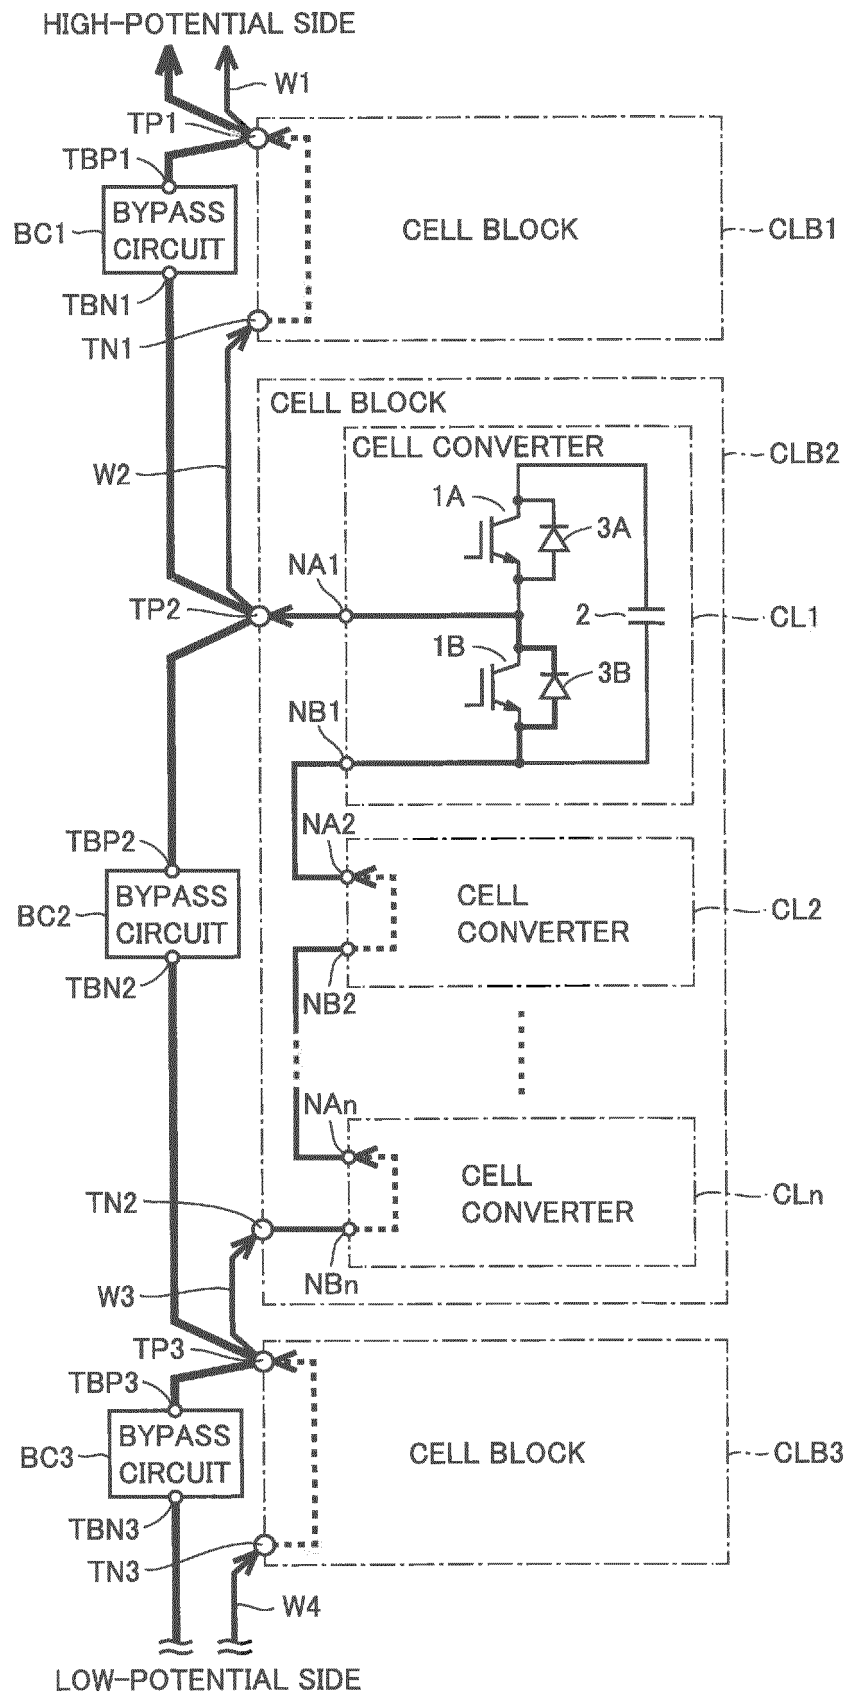 HIGH-POTENTIAL SIDE
W1
TP1
TBP1
BYPASS
CIRCUIT
BC1
CELL BLOCK
CLB1
TBN1
TN1
CELL BLOCK
CELL CONVERTER
CLB2
W2
1A
3A
NA1
TP2
2
CL1
1B
3B
NB1
NA2
TBP2
BYPASS
CIRCUIT
BC2
CELL
CONVERTER
CL2
TBN2
NB2
NAn
CELL
CONVERTER
CLn
TN2
NBn
W3
TP3
TBP3
BYPASS
CIRCUIT
BC3
CELL BLOCK
CLB3
TBN3
TN3
W4
LOW-POTENTIAL SIDE